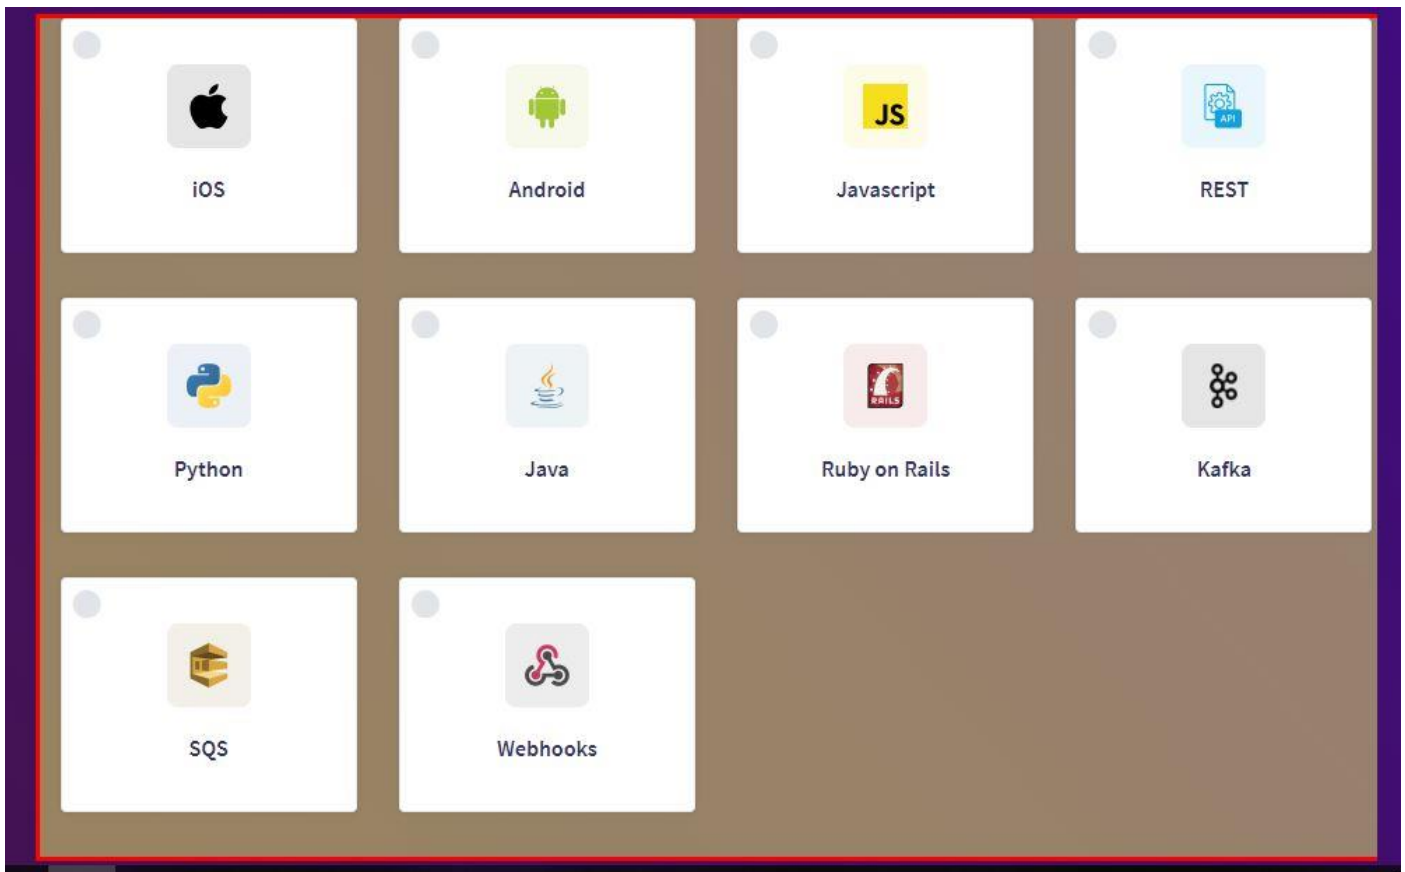 iOS
Android
JS
Javascript
API
REST
Python
Java
RAILS
Ruby on Rails
Kafka
SQS
Webhooks